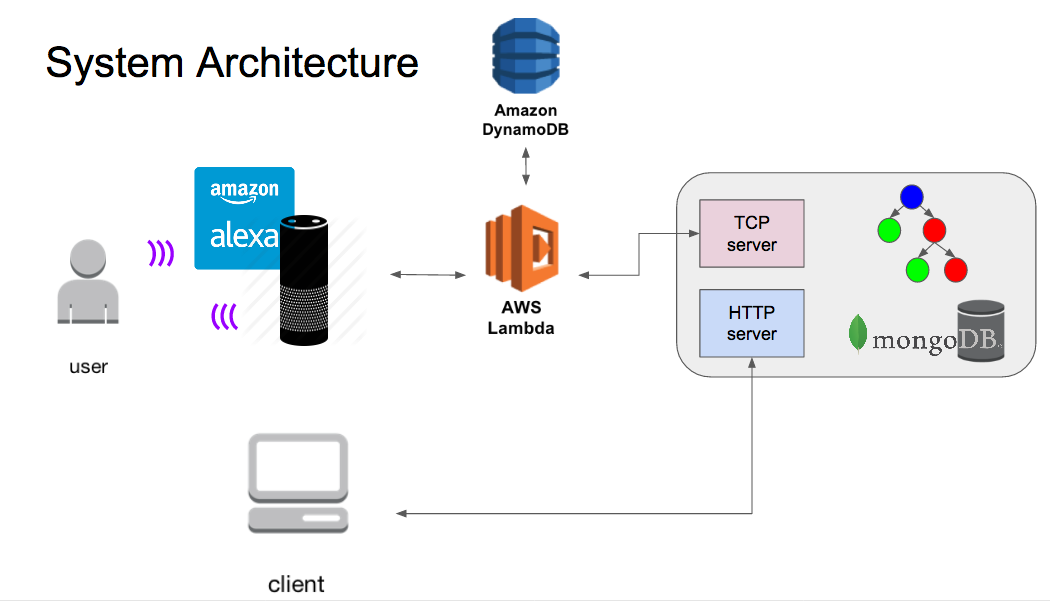 System Architecture
Amazon
DynamoDB
amazon
alexa
user
AWS
Lambda
TCP
server
HTTP
server
mongoDB
client